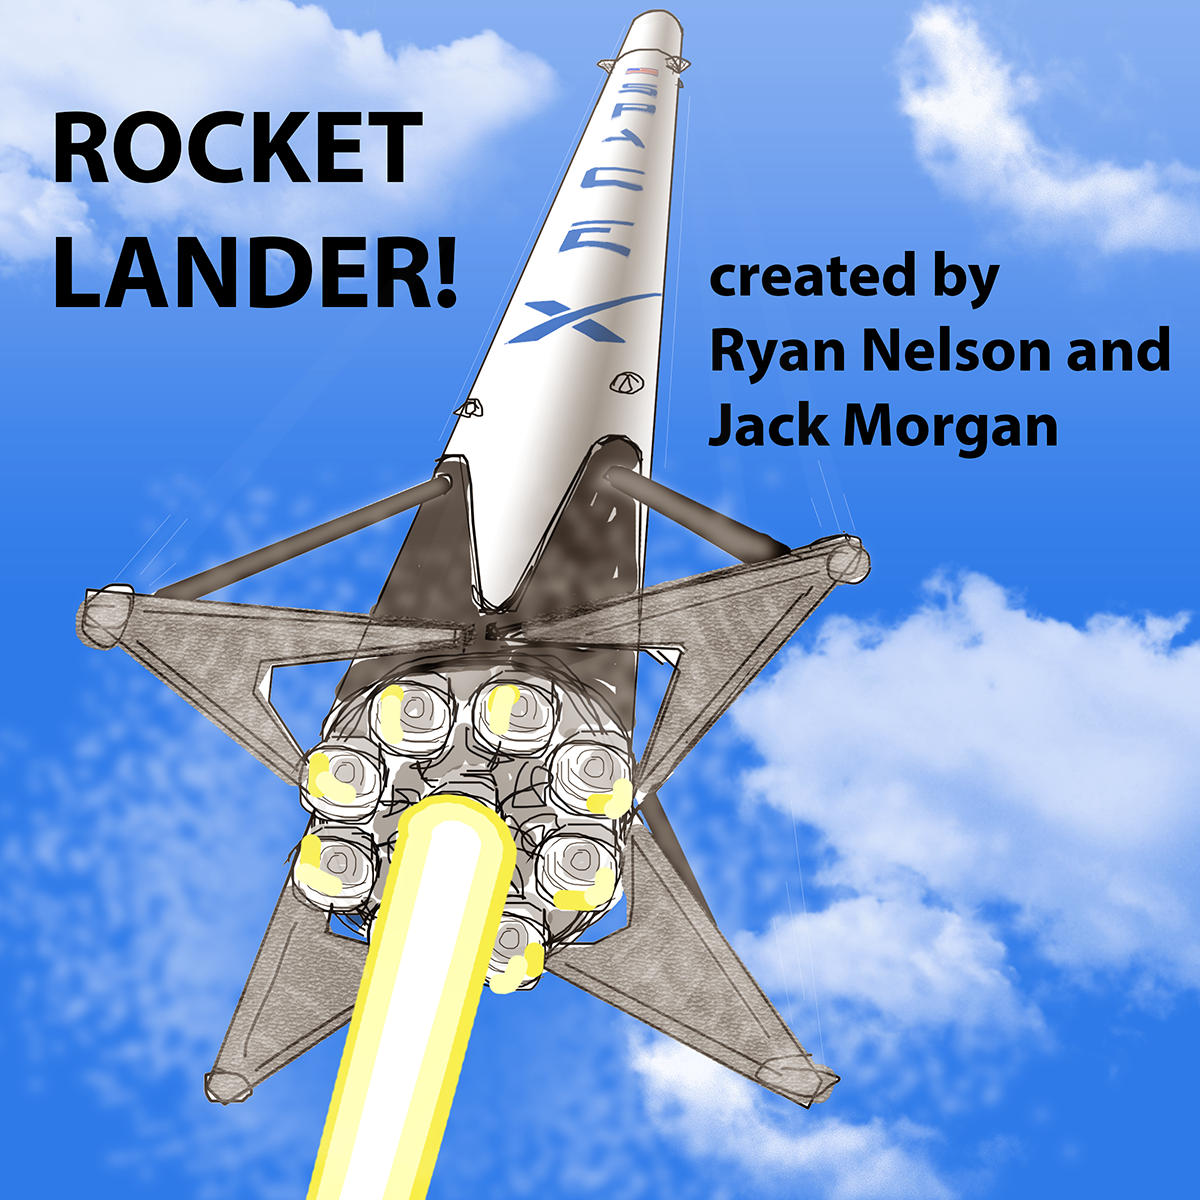 ROCKET
LANDER!
SPACE
X
created by
Ryan Nelson and
Jack Morgan